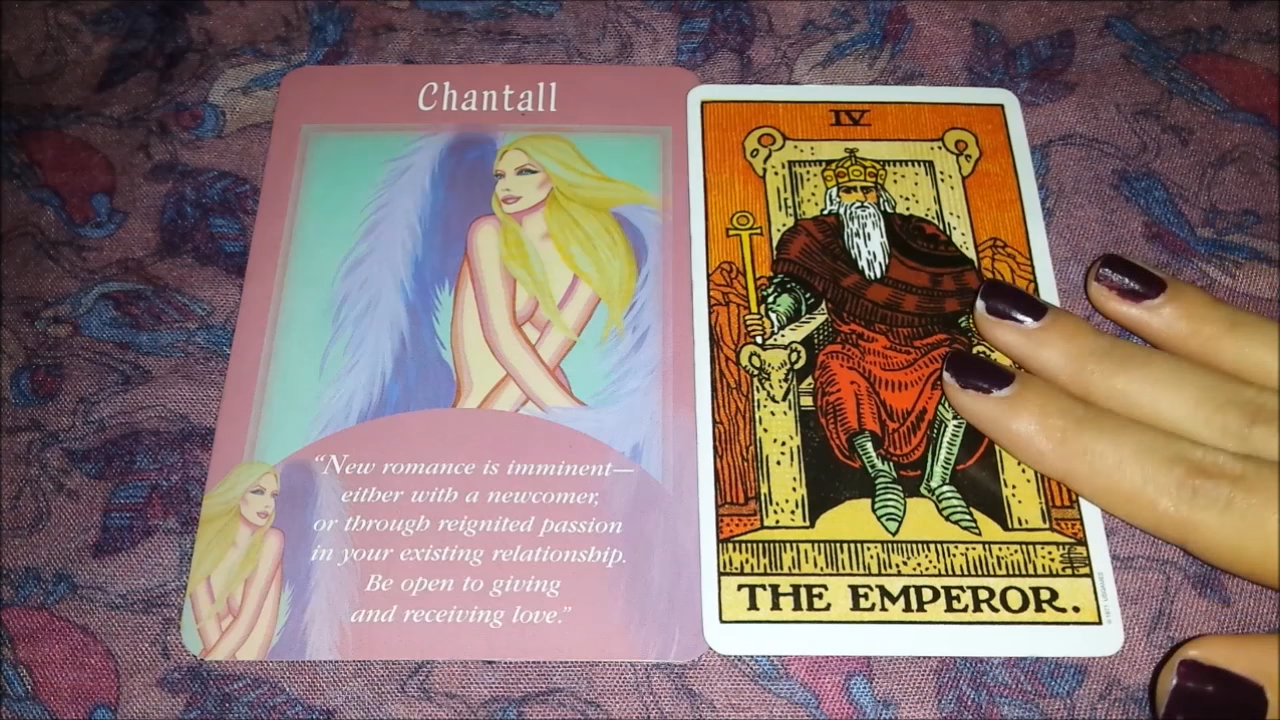 Chantall
"New romance is imminent—
either with a newcomer,
or through reignited passion
in your existing relationship.
Be open to giving
and receiving love."
IV
THE EMPEROR.